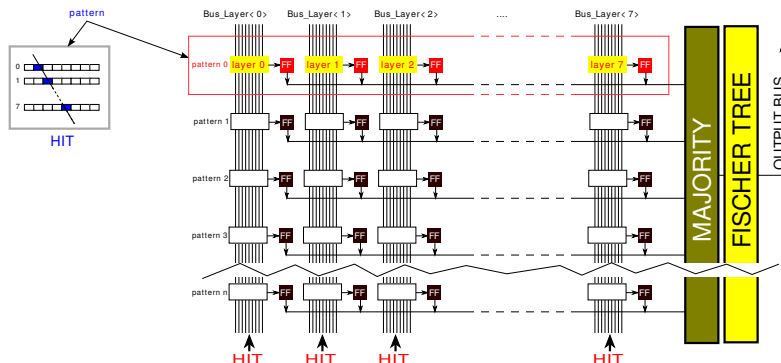 pattern
Bus_Layer< 0>
Bus_Layer< 1>
Bus_Layer< 2>
....
Bus_Layer< 7>
0
1
7
HIT
pattern 0
layer 0
FF
layer 1
FF
layer 2
FF
layer 7
FF
pattern 1
FF
FF
FF
FF
pattern 2
FF
FF
FF
FF
pattern 3
FF
FF
FF
FF
pattern n
FF
FF
FF
FF
HIT
HIT
HIT
HIT
MAJORITY
FISCHER TREE
OUTPUT BUS